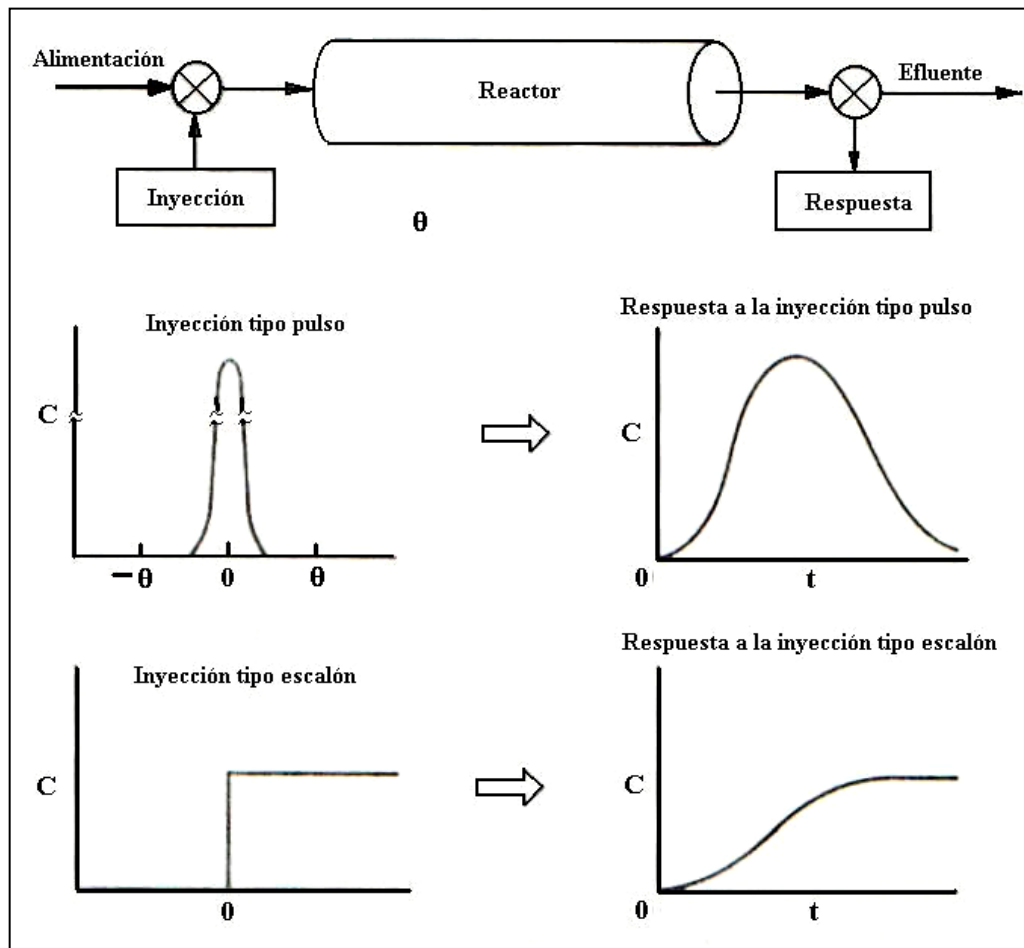 Alimentación
Reactor
Efluente
Inyección
Respuesta
θ
Inyección tipo pulso
Respuesta a la inyección tipo pulso
C
C
−θ 0 θ
0 t
Inyección tipo escalón
Respuesta a la inyección tipo escalón
C
C
0
0 t